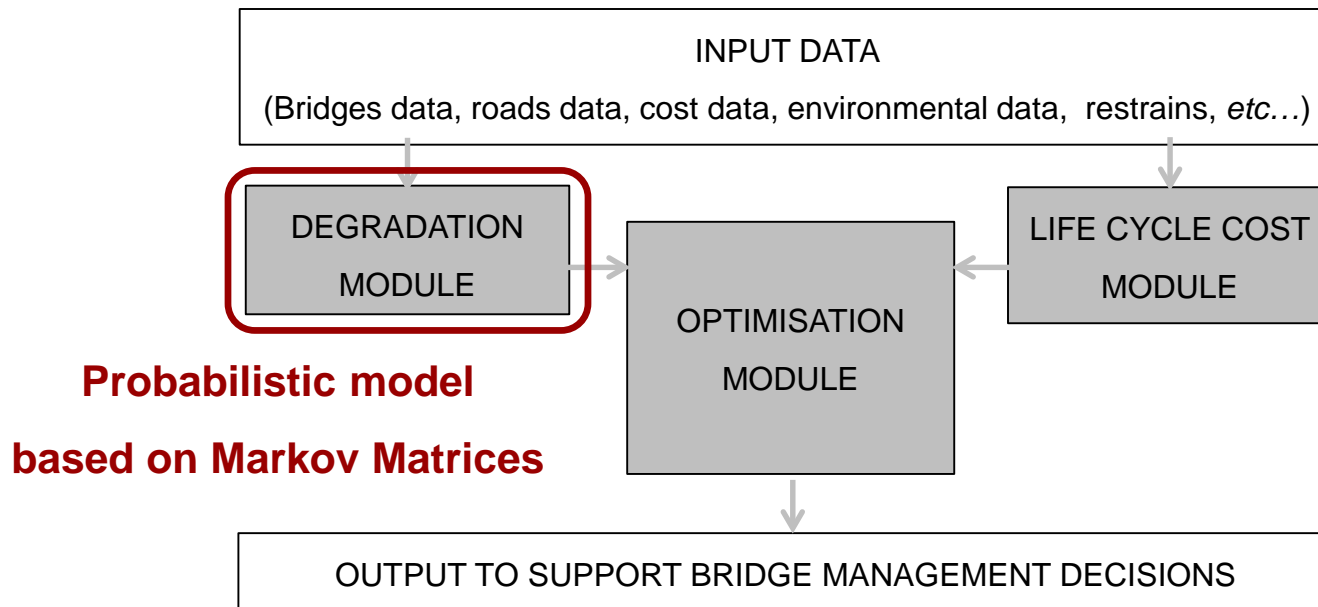 INPUT DATA
(Bridges data, roads data, cost data, environmental data, restrains, etc…)
DEGRADATION
MODULE
LIFE CYCLE COST
MODULE
OPTIMISATION
MODULE
Probabilistic model
based on Markov Matrices
OUTPUT TO SUPPORT BRIDGE MANAGEMENT DECISIONS